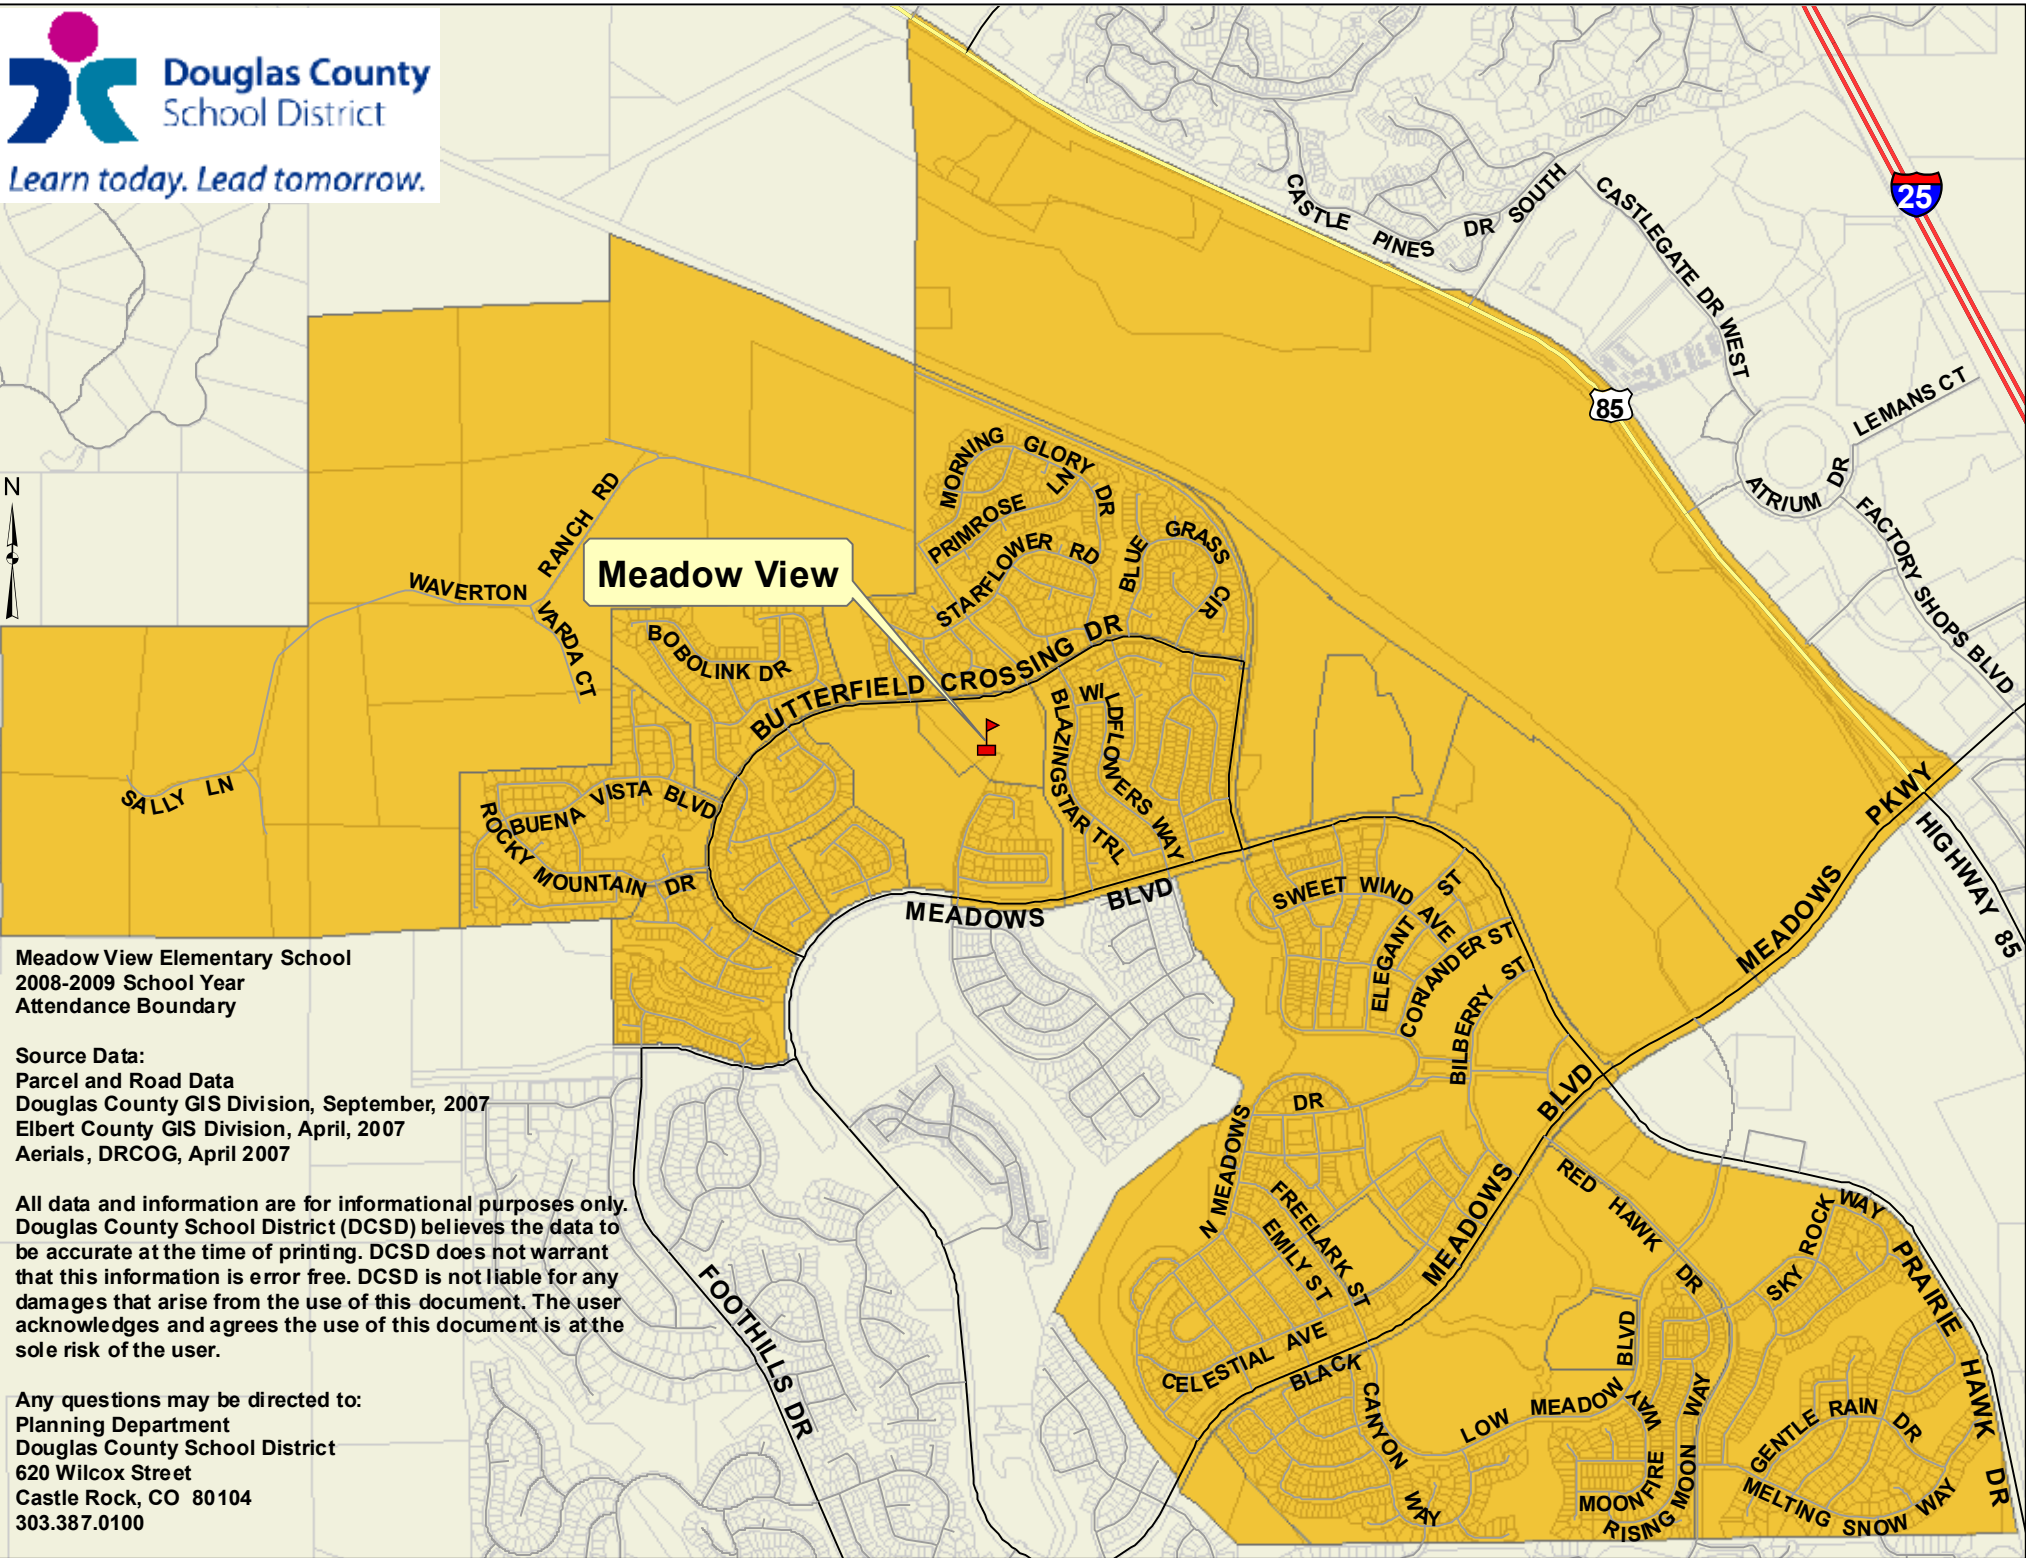 Douglas County
School District
Learn today. Lead tomorrow.
25
CASTLE PINES DR SOUTH
CASTLEGATE DR WEST
85
LEMANS CT
ATRIUM DR
FACTORY SHOPS BLVD
N
MORNING GLORY DR
PRIMROSE LN
STARFLOWER RD
BLUE GRASS CIR
RANCH RD
WAVERTON
VARDA CT
Meadow View
BOBOLINK DR
BUTTERFIELD CROSSING DR
BLAZINGSTAR TRL
WILDFLOWERS WAY
SALLY LN
BUENA VISTA BLVD
ROCKY MOUNTAIN DR
MEADOWS BLVD
MEADOWS PKWY
HIGHWAY 85
SWEET WIND AVE
ELEGANT ST
CORIANDER ST
BILBERRY ST
Meadow View Elementary School
2008-2009 School Year
Attendance Boundary
Source Data:
Parcel and Road Data
Douglas County GIS Division, September, 2007
Elbert County GIS Division, April, 2007
Aerials, DRCOG, April 2007
All data and information are for informational purposes only.
Douglas County School District (DCSD) believes the data to
be accurate at the time of printing. DCSD does not warrant
that this information is error free. DCSD is not liable for any
damages that arise from the use of this document. The user
acknowledges and agrees the use of this document is at the
sole risk of the user.
Any questions may be directed to:
Planning Department
Douglas County School District
620 Wilcox Street
Castle Rock, CO 80104
303.387.0100
N MEADOWS DR
MEADOWS BLVD
FREELARK ST
EMILY ST
CELESTIAL AVE
FOOTHILLS DR
BLACK CANYON WAY
RED HAWK DR
SKY ROCK WAY
PRAIRIE HAWK DR
LOW MEADOW BLVD
MOONFIRE WAY
RISING MOON WAY
GENTLE RAIN DR
MELTING SNOW WAY